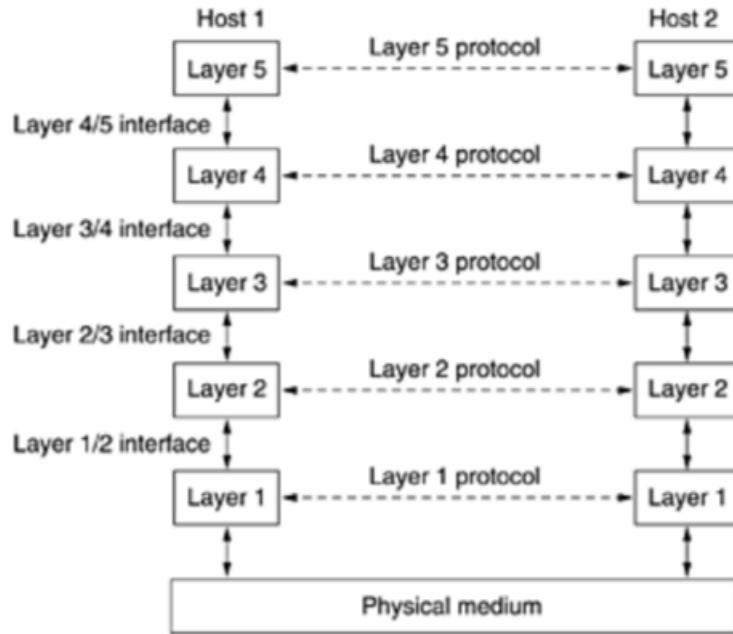 Host 1
Host 2
Layer 5 protocol
Layer 5
Layer 5
Layer 4/5 interface
Layer 4 protocol
Layer 4
Layer 4
Layer 3/4 interface
Layer 3 protocol
Layer 3
Layer 3
Layer 2/3 interface
Layer 2 protocol
Layer 2
Layer 2
Layer 1/2 interface
Layer 1 protocol
Layer 1
Layer 1
Physical medium